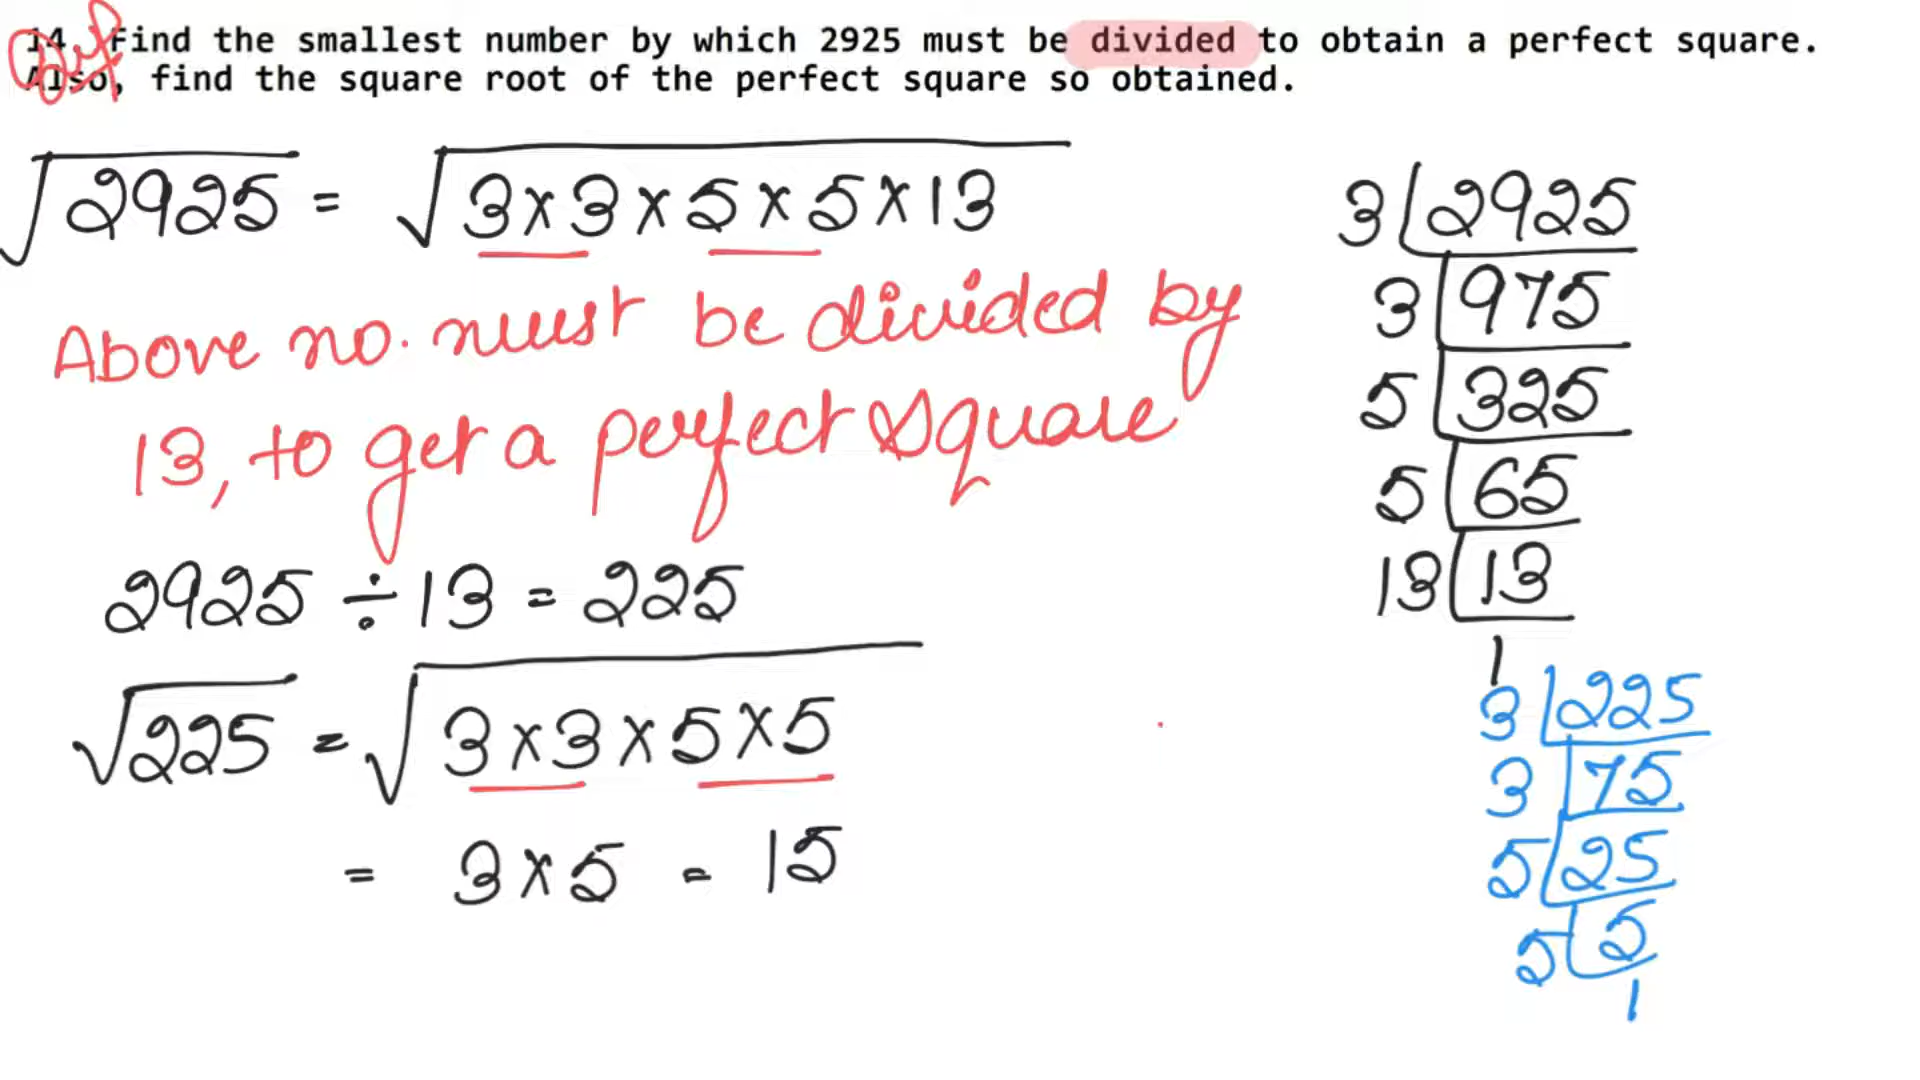 14. Find the smallest number by which 2925 must be divided to obtain a perfect square.
Also, find the square root of the perfect square so obtained.
√2925 = √3×3×5×5×13
Above no. must be divided by
13, to get a perfect square
2925 ÷ 13 = 225
√225 = √3×3×5×5
= 3×5 = 15
3 2925
3 975
5 325
5 65
13 13
1
3 225
3 75
5 25
5 5
1